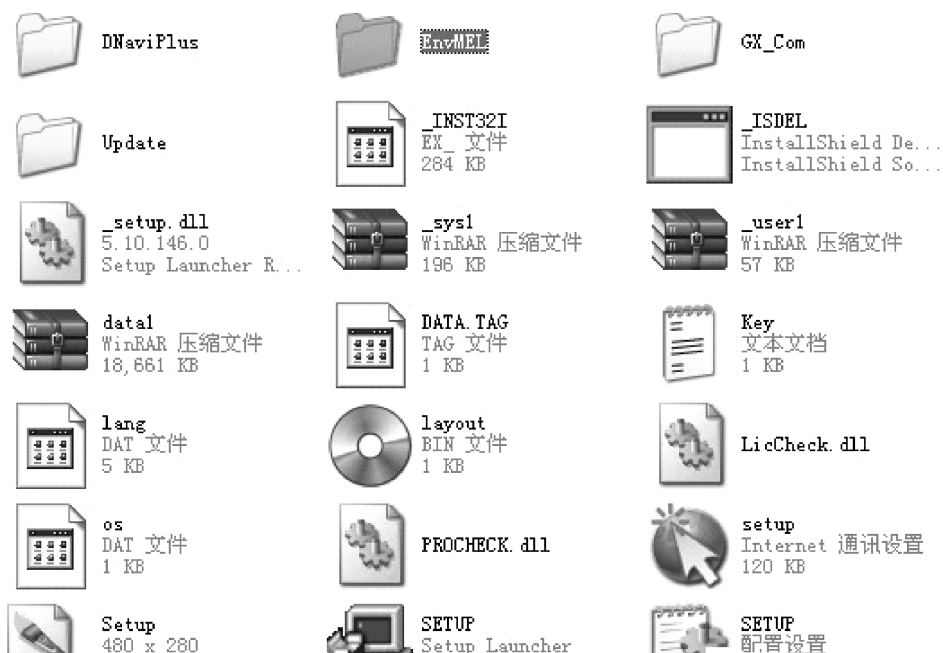 DNaviPlus
EnvMEL
GX_Com
Update
_INST32I
EX_ 文件
284 KB
_ISDEL
InstallShield De...
InstallShield So...
_setup.dll
5.10.146.0
Setup Launcher R...
_sys1
WinRAR 压缩文件
196 KB
_user1
WinRAR 压缩文件
57 KB
data1
WinRAR 压缩文件
18,661 KB
DATA.TAG
TAG 文件
1 KB
Key
文本文档
1 KB
lang
DAT 文件
5 KB
layout
BIN 文件
1 KB
LicCheck.dll
os
DAT 文件
1 KB
PROCHECK.dll
setup
Internet 通讯设置
120 KB
Setup
480 x 280
SETUP
Setup Launcher
SETUP
配置设置